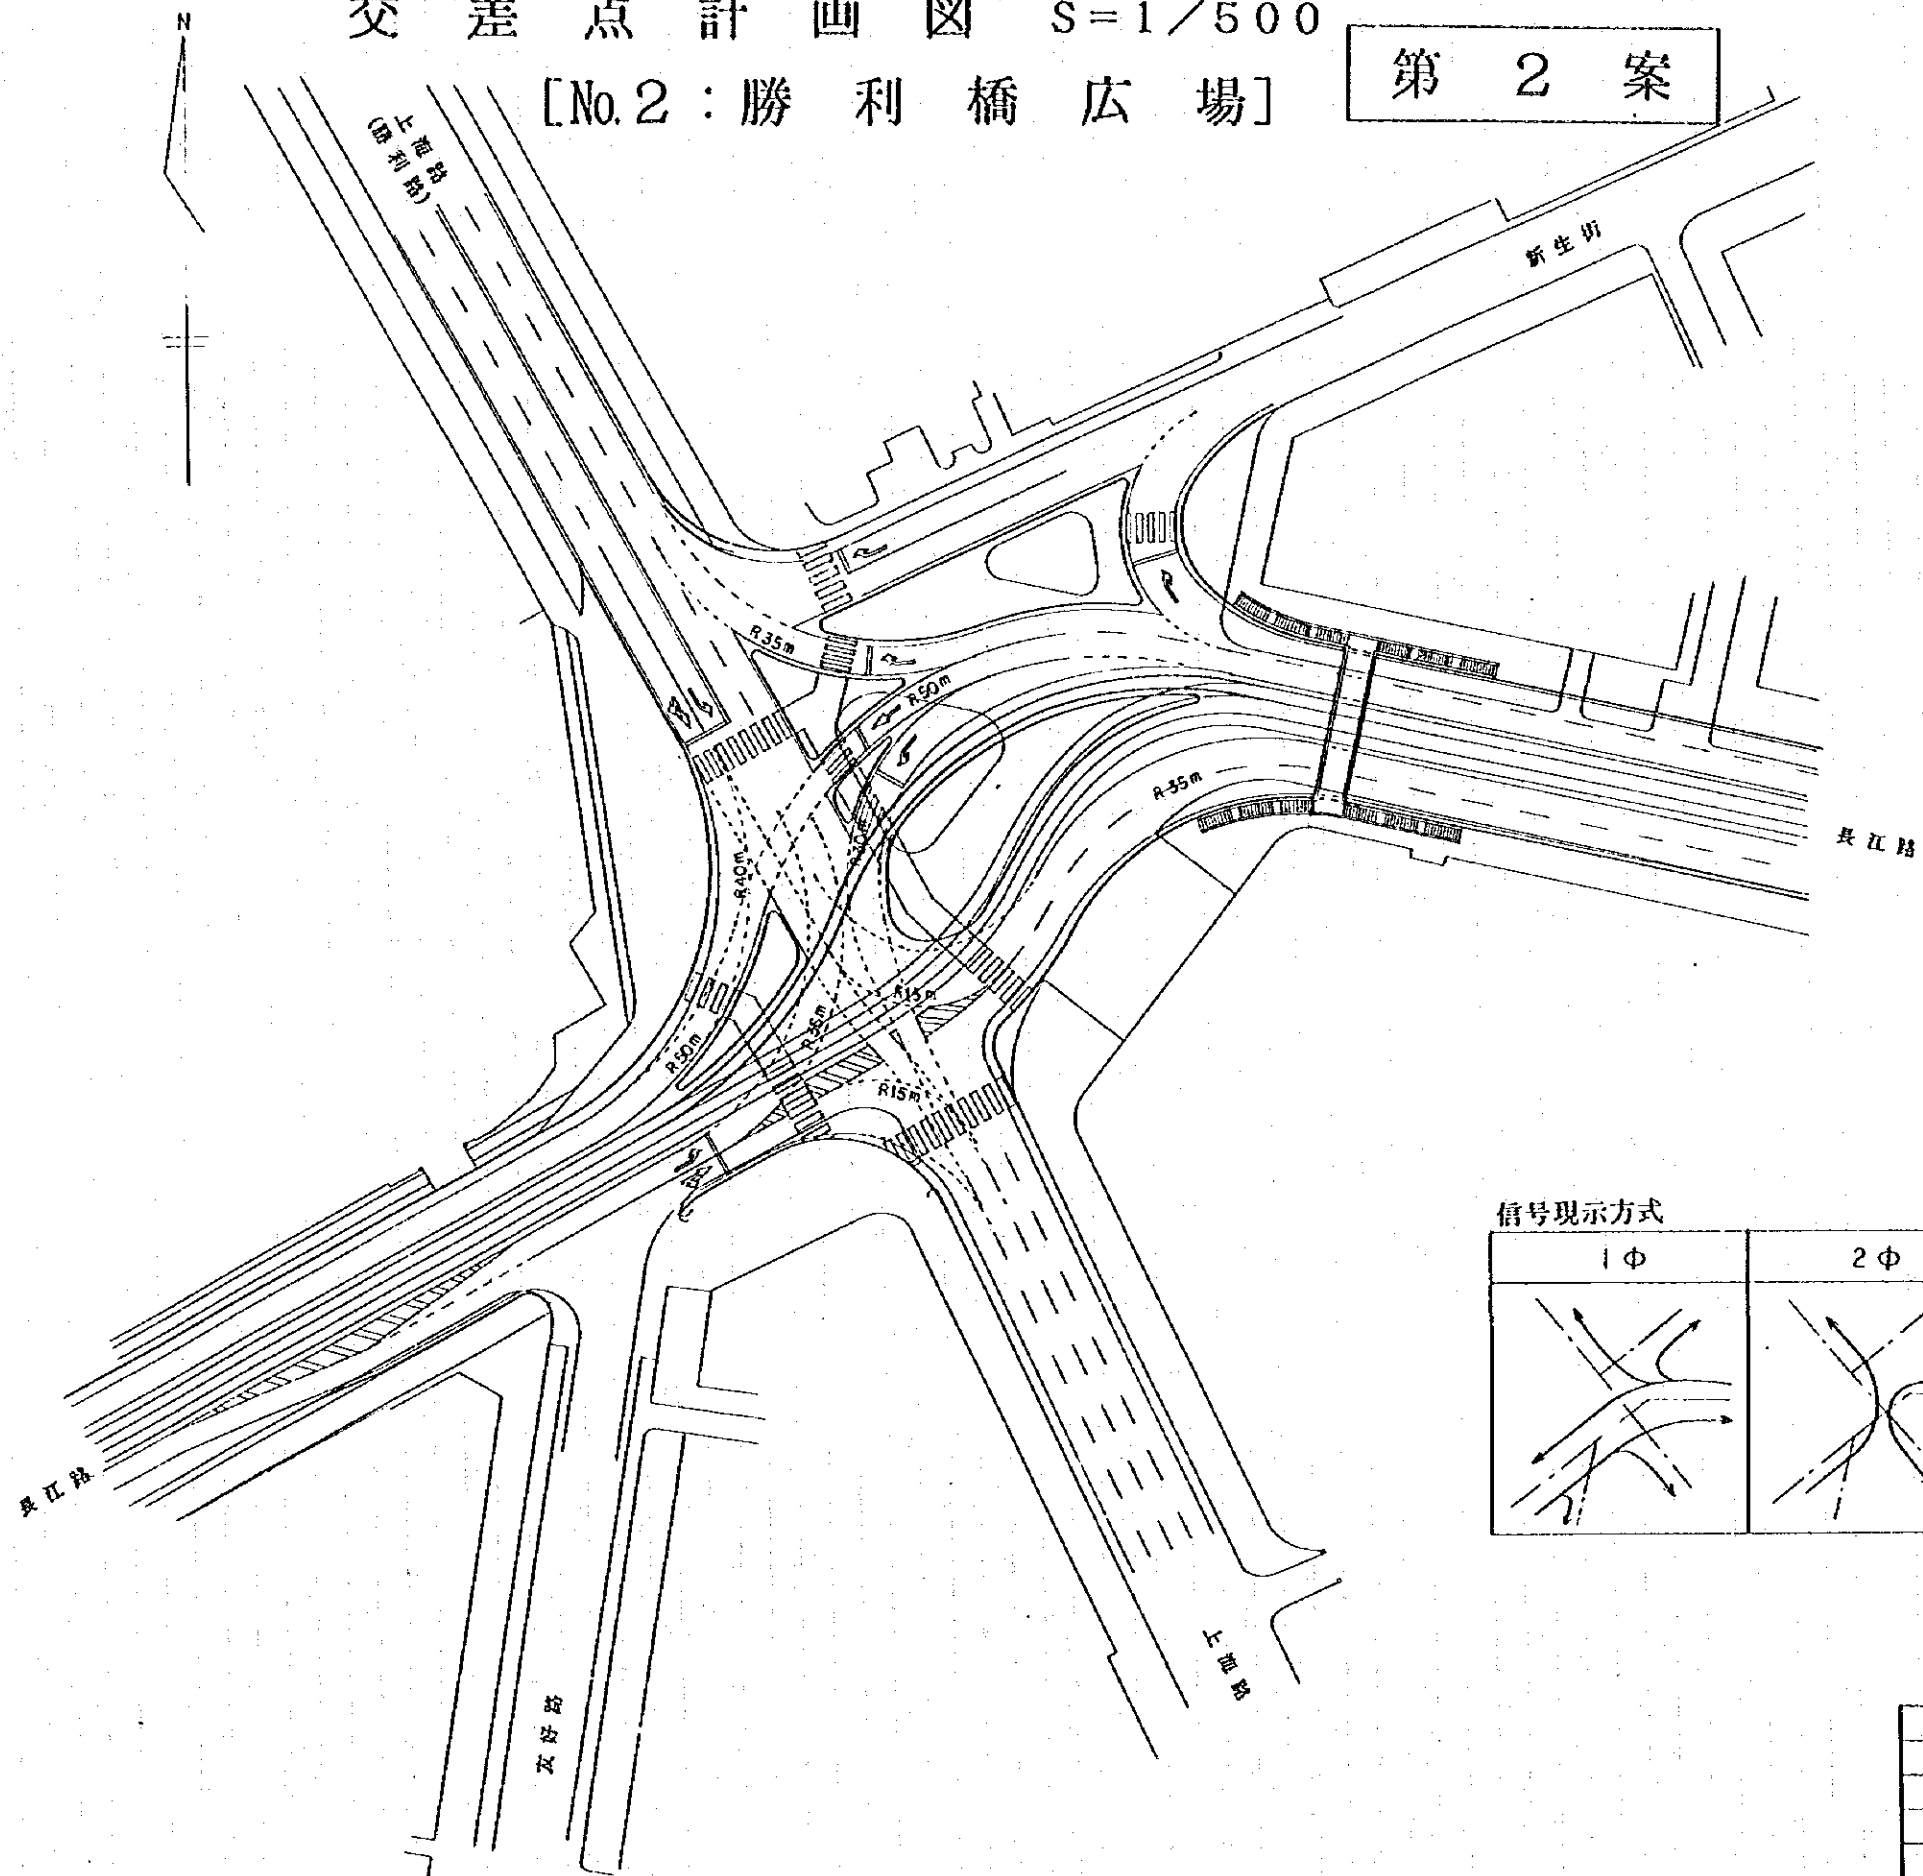 交差点計画図 S=1/500
[No.2：勝利橋広場]
第2案
N
上海路
(勝利路)
新生街
R35m
R50m
R35m
長江路
R40m
R30m
R15m
R35m
R50m
R15m
信号現示方式
1Φ
2Φ
長江路
上海路
友好路